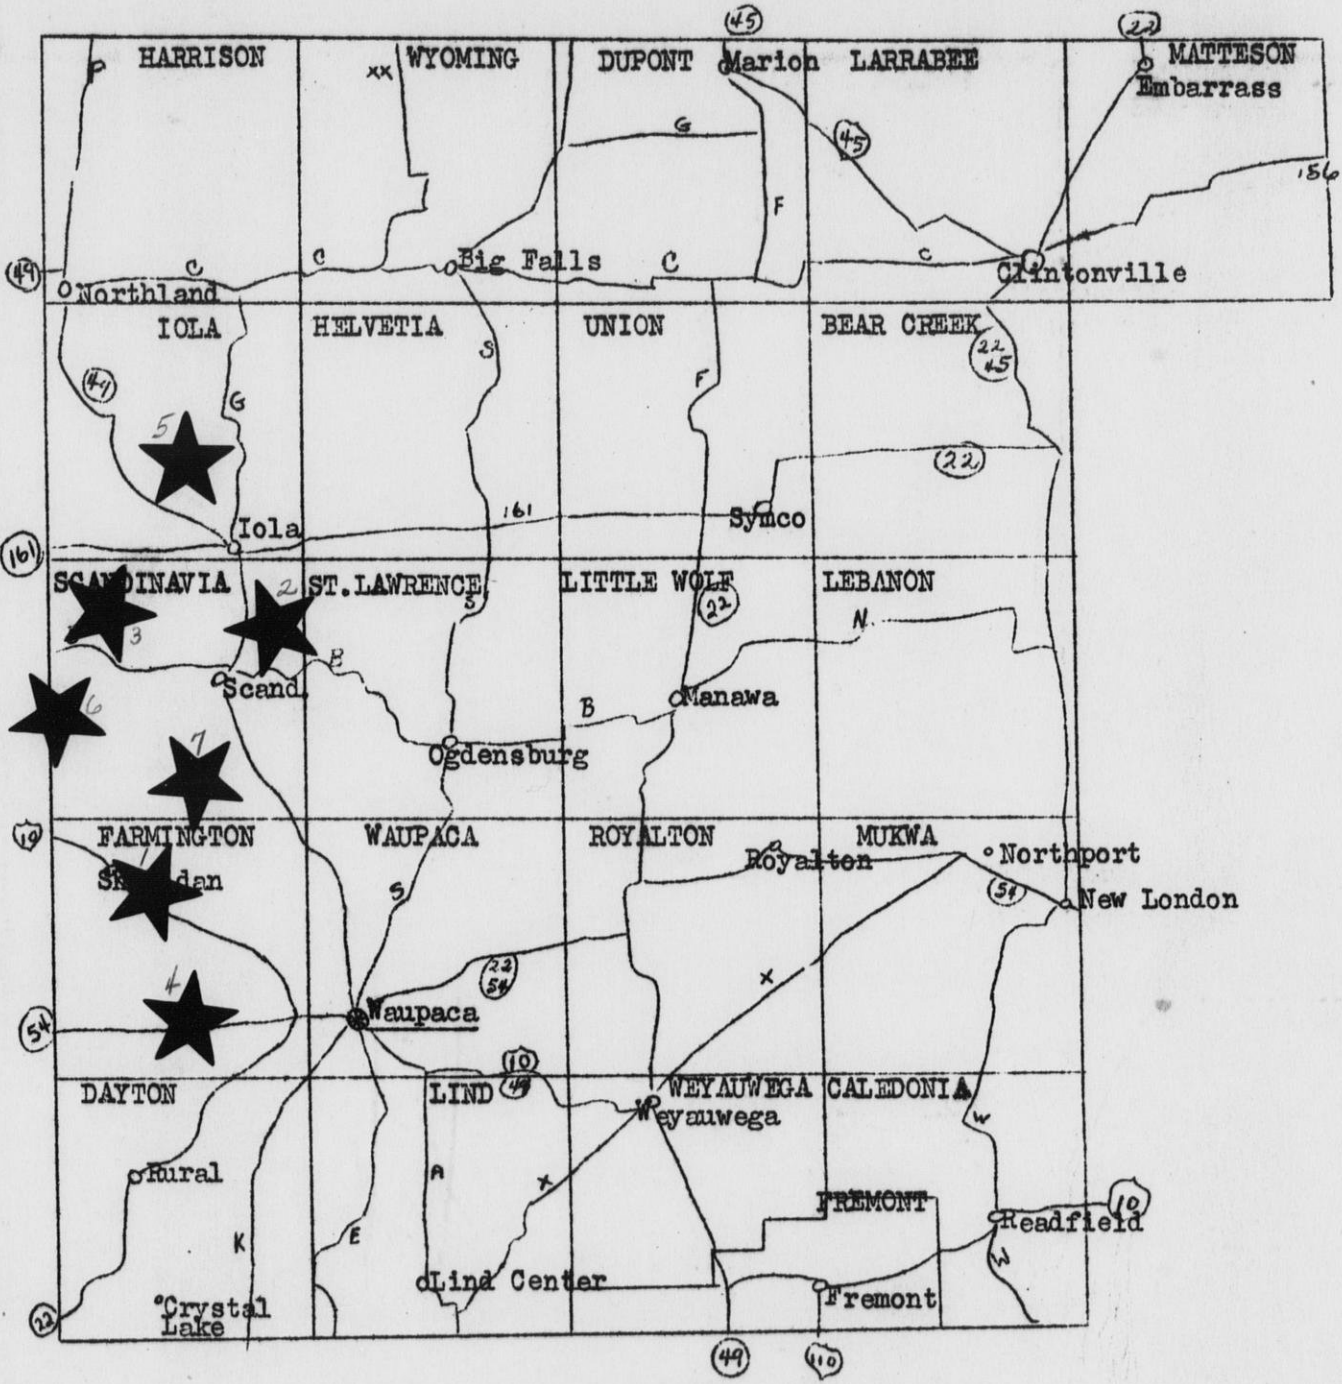 45
22
P
HARRISON
xx
WYOMING
DUPONT
Marion
LARRABEE
MATTESON
Embarrass
G
45
156
F
49
C
C
Big Falls
C
C
Clintonville
Northland
IOLA
HELVETIA
UNION
BEAR CREEK
S
22
45
49
G
F
5
22
161
Iola
Symco
161
SCANDINAVIA
2
ST.LAWRENCE
S
LITTLE WOLF
22
LEBANON
3
N
B
Scand.
6
B
Manawa
7
Ogdensburg
10
FARMINGTON
WAUPACA
ROYALTON
MUKWA
1
Royalton
Northport
S
54
New London
4
22
54
X
54
Waupaca
10
49
DAYTON
LIND
WEYAUWEGA
CALEDONIA
Weyauwega
W
Rural
A
X
FREMONT
10
Readfield
K
E
W
Lind Center
Crystal
Lake
Fremont
22
49
110